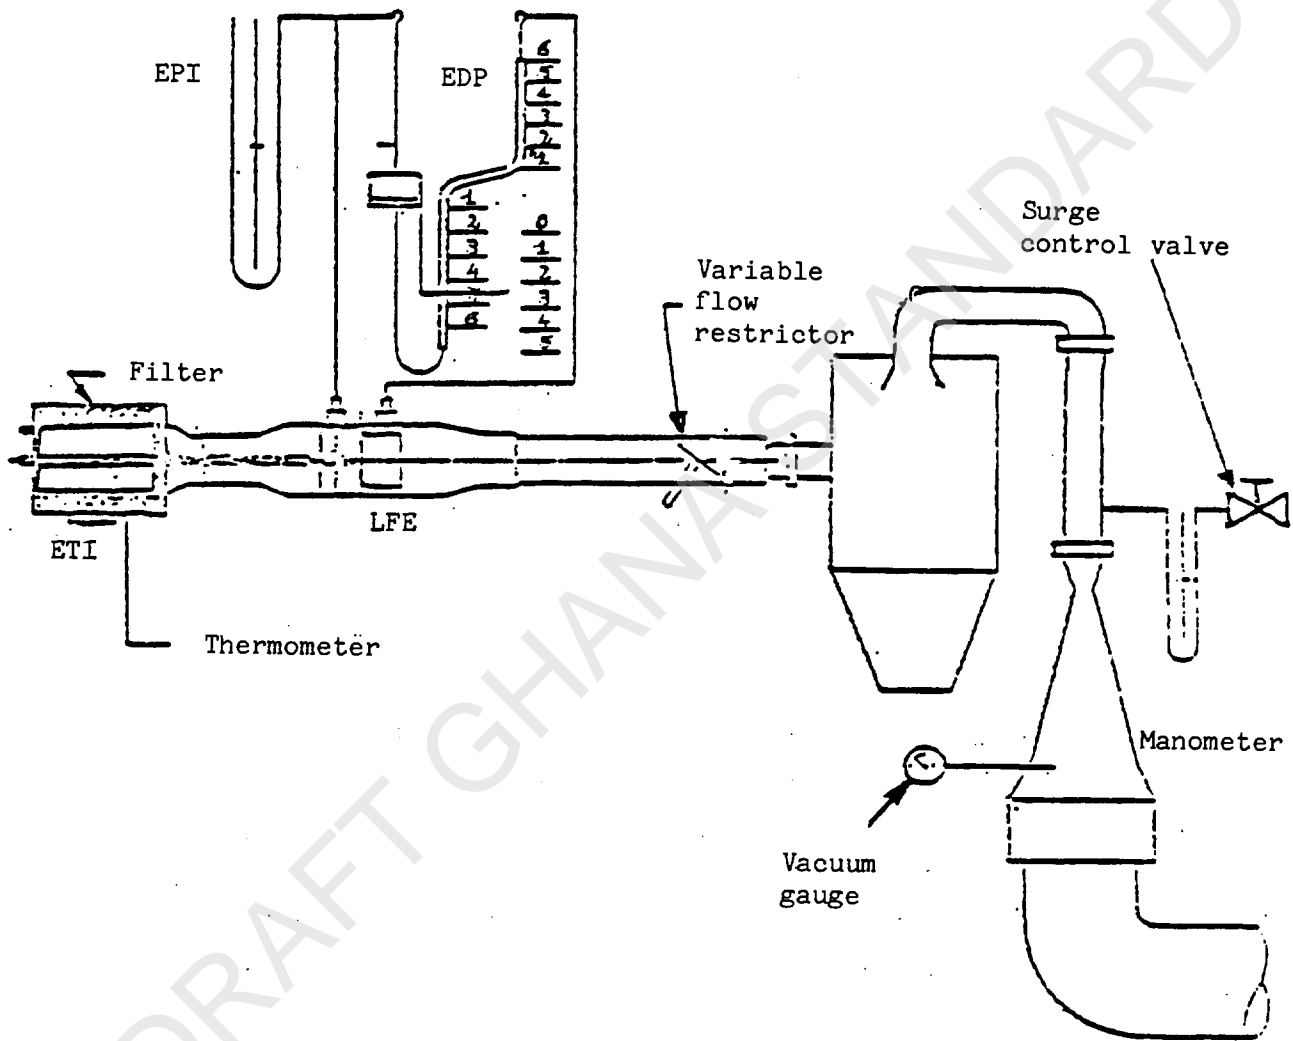 EPI
EDP
6
5
4
3
2
1
1
2
3
4
6
0
1
2
3
4
5
Surge
control valve
Variable
flow
restrictor
Filter
LFE
ETI
Thermometer
Manometer
Vacuum
gauge
DRAFT GHANA STANDARD